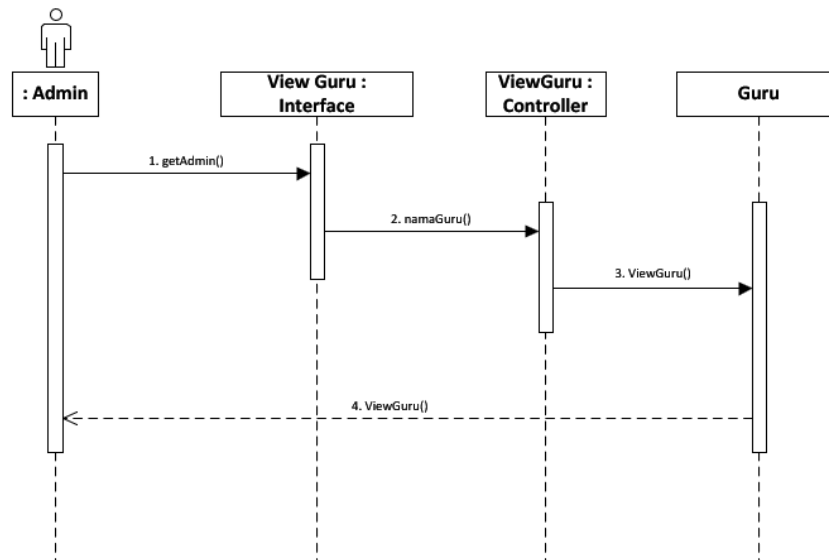 : Admin
View Guru :
Interface
ViewGuru :
Controller
Guru
1. getAdmin()
2. namaGuru()
3. ViewGuru()
4. ViewGuru()